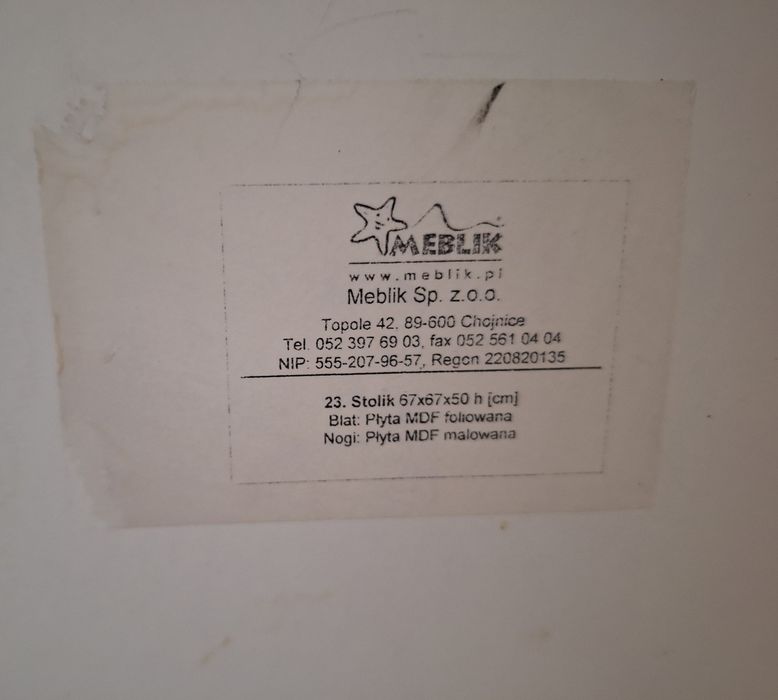 MEBLIK
www.meblik.pl
Meblik Sp. z.o.o.
Topole 42, 89-600 Chojnice
Tel. 052 397 69 03, fax 052 561 04 04
NIP: 555-207-96-57, Regon 220820135
23. Stolik 67x67x50 h [cm]
Blat: Płyta MDF foliowana
Nogi: Płyta MDF malowana